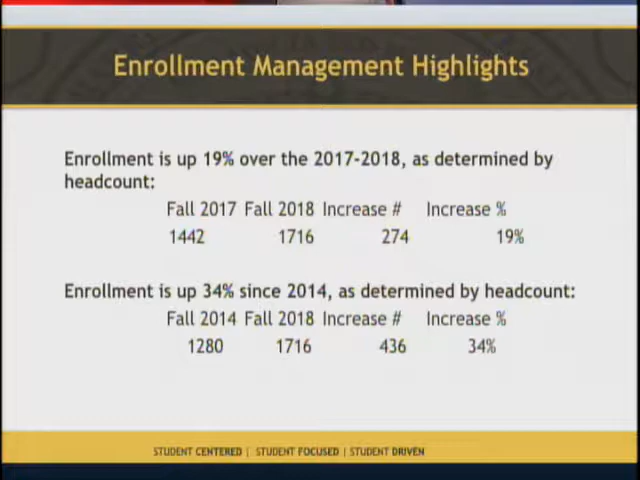 Enrollment Management Highlights
Enrollment is up 19% over the 2017-2018, as determined by
headcount:
Fall 2017 Fall 2018 Increase # Increase %
1442 1716 274 19%
Enrollment is up 34% since 2014, as determined by headcount:
Fall 2014 Fall 2018 Increase # Increase %
1280 1716 436 34%
STUDENT CENTERED | STUDENT FOCUSED | STUDENT DRIVEN